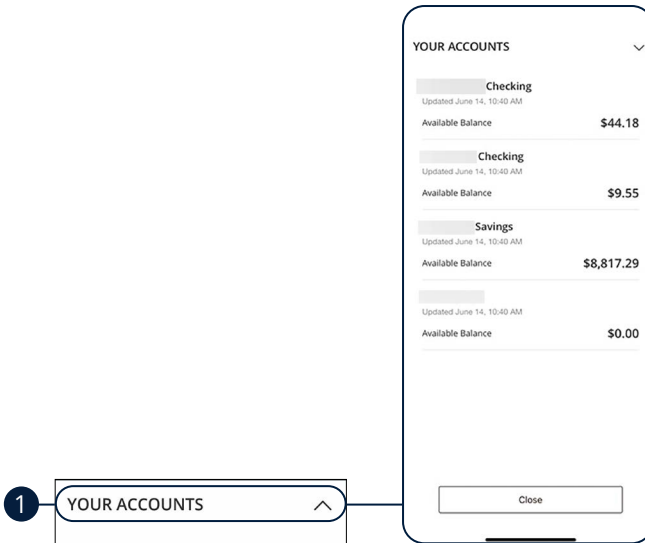 YOUR ACCOUNTS
Checking
Updated June 14, 10:40 AM
Available Balance $44.18
Checking
Updated June 14, 10:40 AM
Available Balance $9.55
Savings
Updated June 14, 10:40 AM
Available Balance $8,817.29
Updated June 14, 10:40 AM
Available Balance $0.00
Close
1 YOUR ACCOUNTS